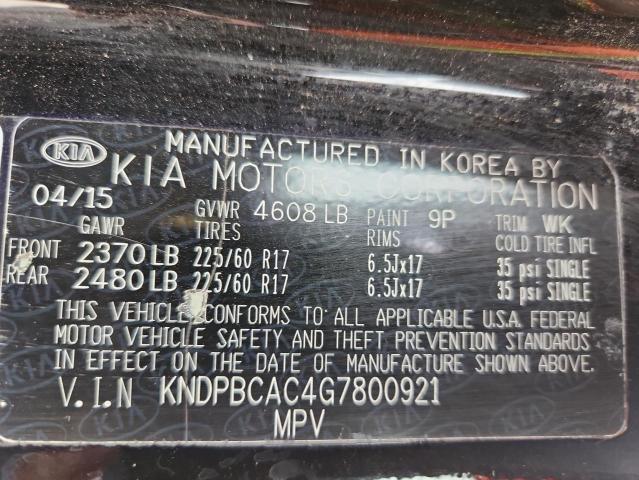 KIA
MANUFACTURED IN KOREA BY
KIA MOTORS CORPORATION
04/15 GVWR 4608 LB PAINT 9P TRIM WK
GAWR TIRES RIMS COLD TIRE INFL
FRONT 2370 LB 225/60 R17 6.5Jx17 35 psi SINGLE
REAR 2480 LB 225/60 R17 6.5Jx17 35 psi SINGLE
THIS VEHICLE CONFORMS TO ALL APPLICABLE U.S.A. FEDERAL
MOTOR VEHICLE SAFETY AND THEFT PREVENTION STANDARDS
IN EFFECT ON THE DATE OF MANUFACTURE SHOWN ABOVE.
V.I.N KNDPBCAC4G7800921
MPV